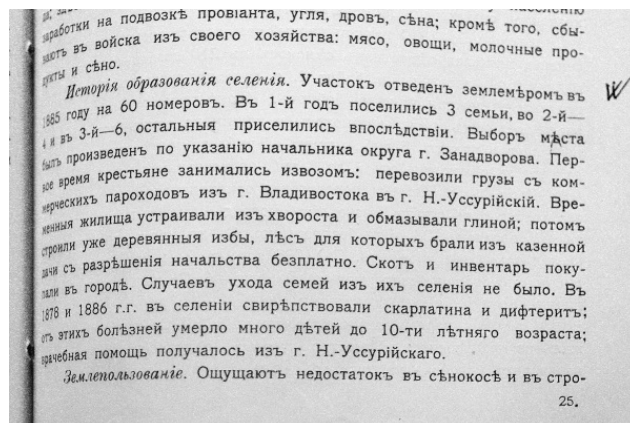 заработки на подвозкѣ провіанта, угля, дровъ, сѣна; кромѣ того, сбы-
ваютъ въ войска изъ своего хозяйства: мясо, овощи, молочные про-
дукты и сѣно.
Исторія образованія селенія. Участокъ отведенъ землемѣромъ въ
1885 году на 60 номеровъ. Въ 1-й годъ поселились 3 семьи, во 2-й—
4 и въ 3-й—6, остальныя приселились впослѣдствіи. Выборъ мѣста
былъ произведенъ по указанію начальника округа г. Занадворова. Пер-
вое время крестьяне занимались извозомъ: перевозили грузы съ ком-
мерческихъ пароходовъ изъ г. Владивостока въ г. Н.-Уссурійскій. Вре-
менныя жилища устраивали изъ хвороста и обмазывали глиной; потомъ
строили уже деревянныя избы, лѣсъ для которыхъ брали изъ казенной
дачи съ разрѣшенія начальства безплатно. Скотъ и инвентарь поку-
пали въ городѣ. Случаевъ ухода семей изъ ихъ селенія не было. Въ
1878 и 1886 г.г. въ селеніи свирѣпствовали скарлатина и дифтеритъ;
отъ этихъ болѣзней умерло много дѣтей до 10-ти лѣтняго возраста;
врачебная помощь получалось изъ г. Н.-Уссурійскаго.
Землепользованіе. Ощущаютъ недостатокъ въ сѣнокосѣ и въ стро-
25.